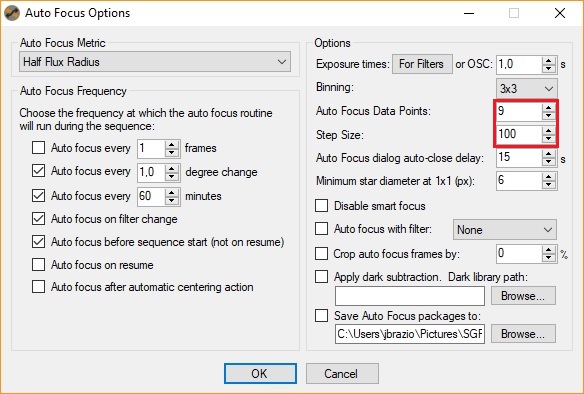 Auto Focus Options
Auto Focus Metric
Half Flux Radius
Auto Focus Frequency
Choose the frequency at which the auto focus routine
will run during the sequence:
Auto focus every 1 frames
Auto focus every 1,0 degree change
Auto focus every 60 minutes
Auto focus on filter change
Auto focus before sequence start (not on resume)
Auto focus on resume
Auto focus after automatic centering action
Options
Exposure times: For Filters or OSC: 1,0 s
Binning: 3x3
Auto Focus Data Points: 9
Step Size: 100
Auto Focus dialog auto-close delay: 15 s
Minimum star diameter at 1x1 (px): 6
Disable smart focus
Auto focus with filter: None
Crop auto focus frames by: 0 %
Apply dark subtraction. Dark library path:
Browse...
Save Auto Focus packages to:
C:\Users\jbrazio\Pictures\SGF Browse...
OK Cancel